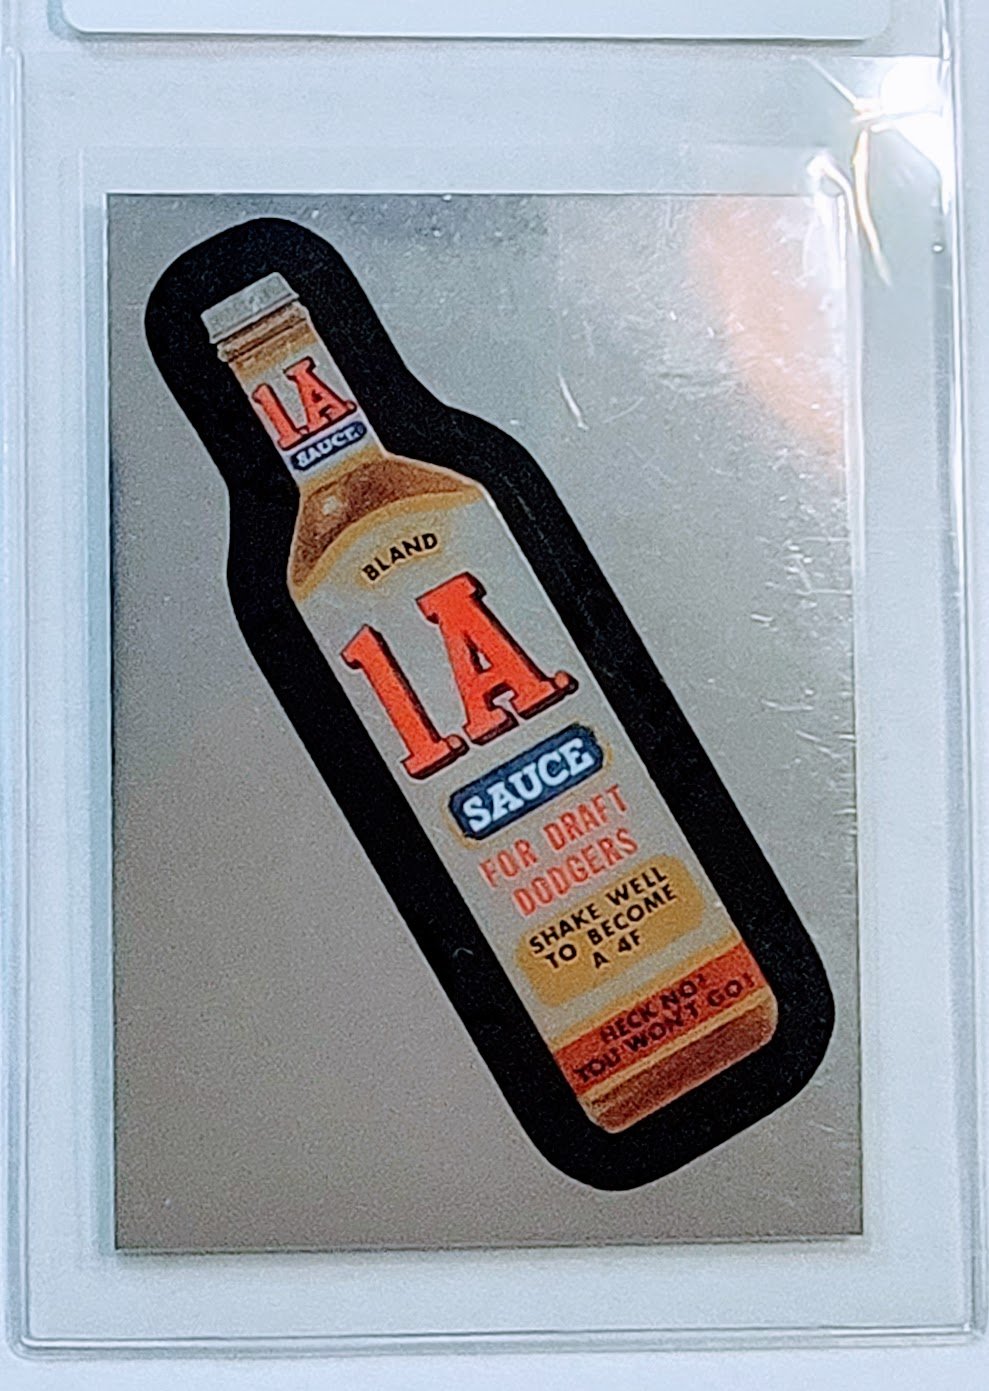 1A
SAUCE
BLAND
1A.
SAUCE
FOR DRAFT
DODGERS
SHAKE WELL
TO BECOME
A 4F
HECK NO!
YOU WON'T GO!